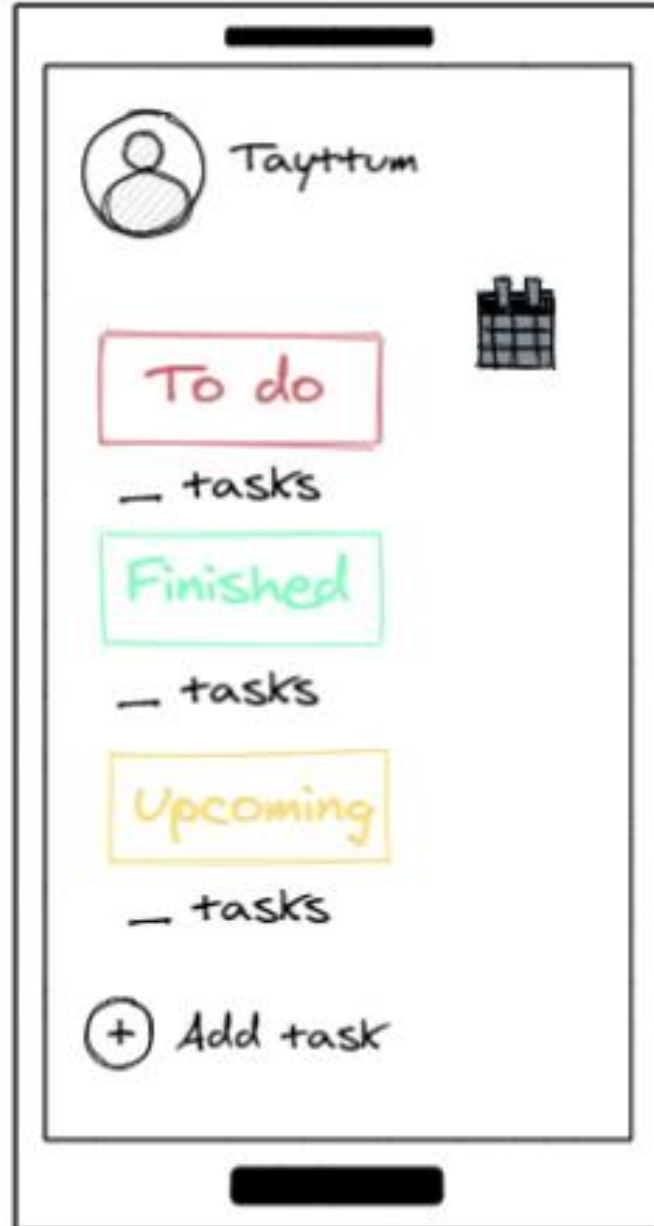 Tayttum
To do
_ tasks
Finished
_ tasks
Upcoming
_ tasks
+ Add task